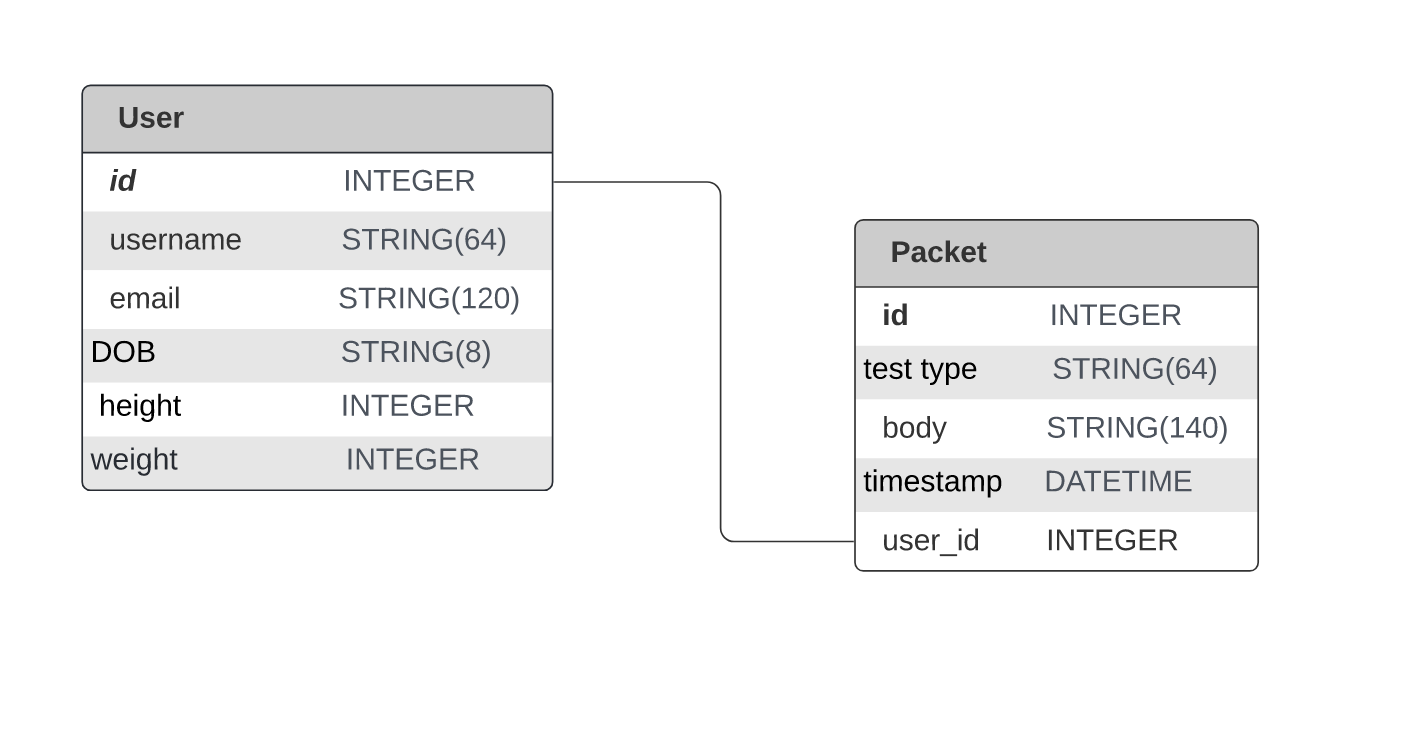 User
id INTEGER
username STRING(64)
email STRING(120)
DOB STRING(8)
height INTEGER
weight INTEGER
Packet
id INTEGER
test type STRING(64)
body STRING(140)
timestamp DATETIME
user_id INTEGER